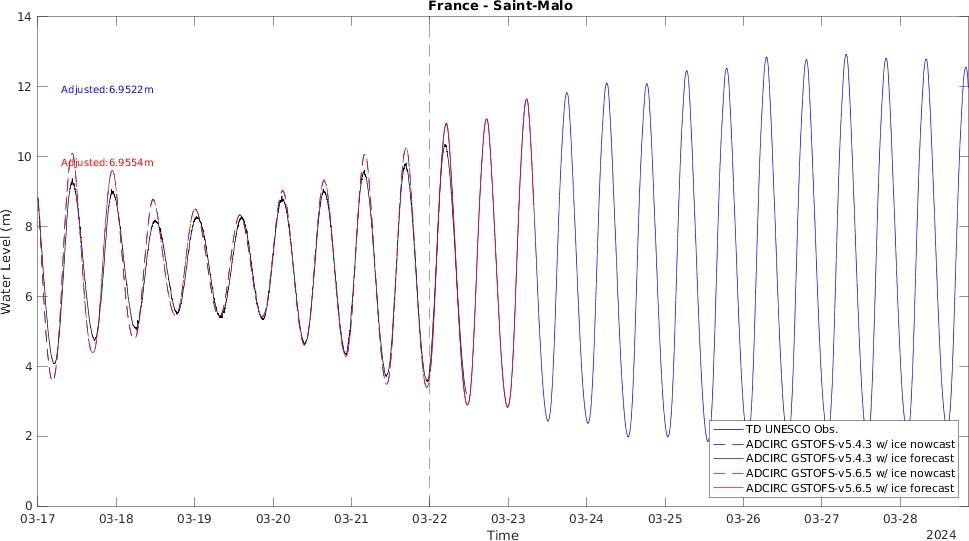 France - Saint-Malo
14
12
10
8
6
4
2
0
Water Level (m)
Adjusted:6.9522m
Adjusted:6.9554m
TD UNESCO Obs.
ADCIRC GSTOFS-v5.4.3 w/ ice nowcast
ADCIRC GSTOFS-v5.4.3 w/ ice forecast
ADCIRC GSTOFS-v5.6.5 w/ ice nowcast
ADCIRC GSTOFS-v5.6.5 w/ ice forecast
03-17 03-18 03-19 03-20 03-21 03-22 03-23 03-24 03-25 03-26 03-27 03-28
Time
2024